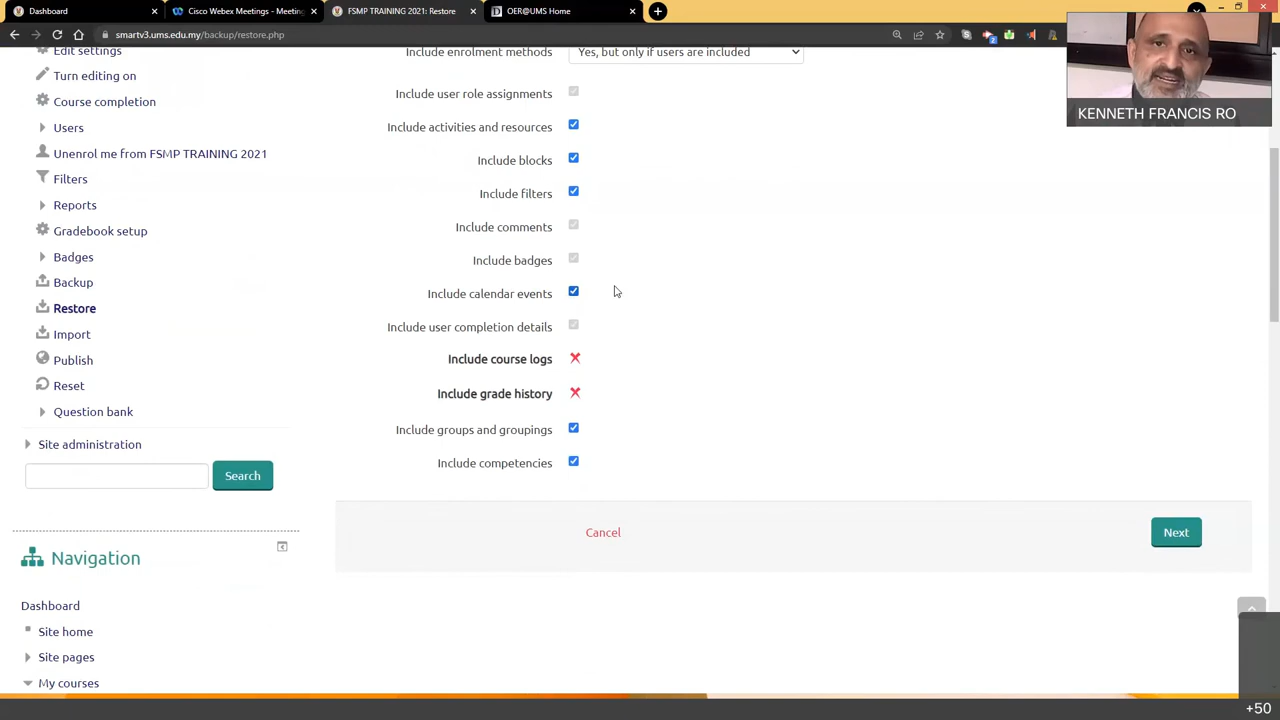 Dashboard
Cisco Webex Meetings - Meeting
FSMP TRAINING 2021: Restore
OER@UMS Home
smartv3.ums.edu.my/backup/restore.php
KENNETH FRANCIS RO
Edit settings
Turn editing on
Course completion
Users
Unenrol me from FSMP TRAINING 2021
Filters
Reports
Gradebook setup
Badges
Backup
Restore
Import
Publish
Reset
Question bank
Site administration
Search
Navigation
Dashboard
Site home
Site pages
My courses
Include enrolment methods Yes, but only if users are included
Include user role assignments
Include activities and resources
Include blocks
Include filters
Include comments
Include badges
Include calendar events
Include user completion details
Include course logs
Include grade history
Include groups and groupings
Include competencies
Cancel
Next
+50